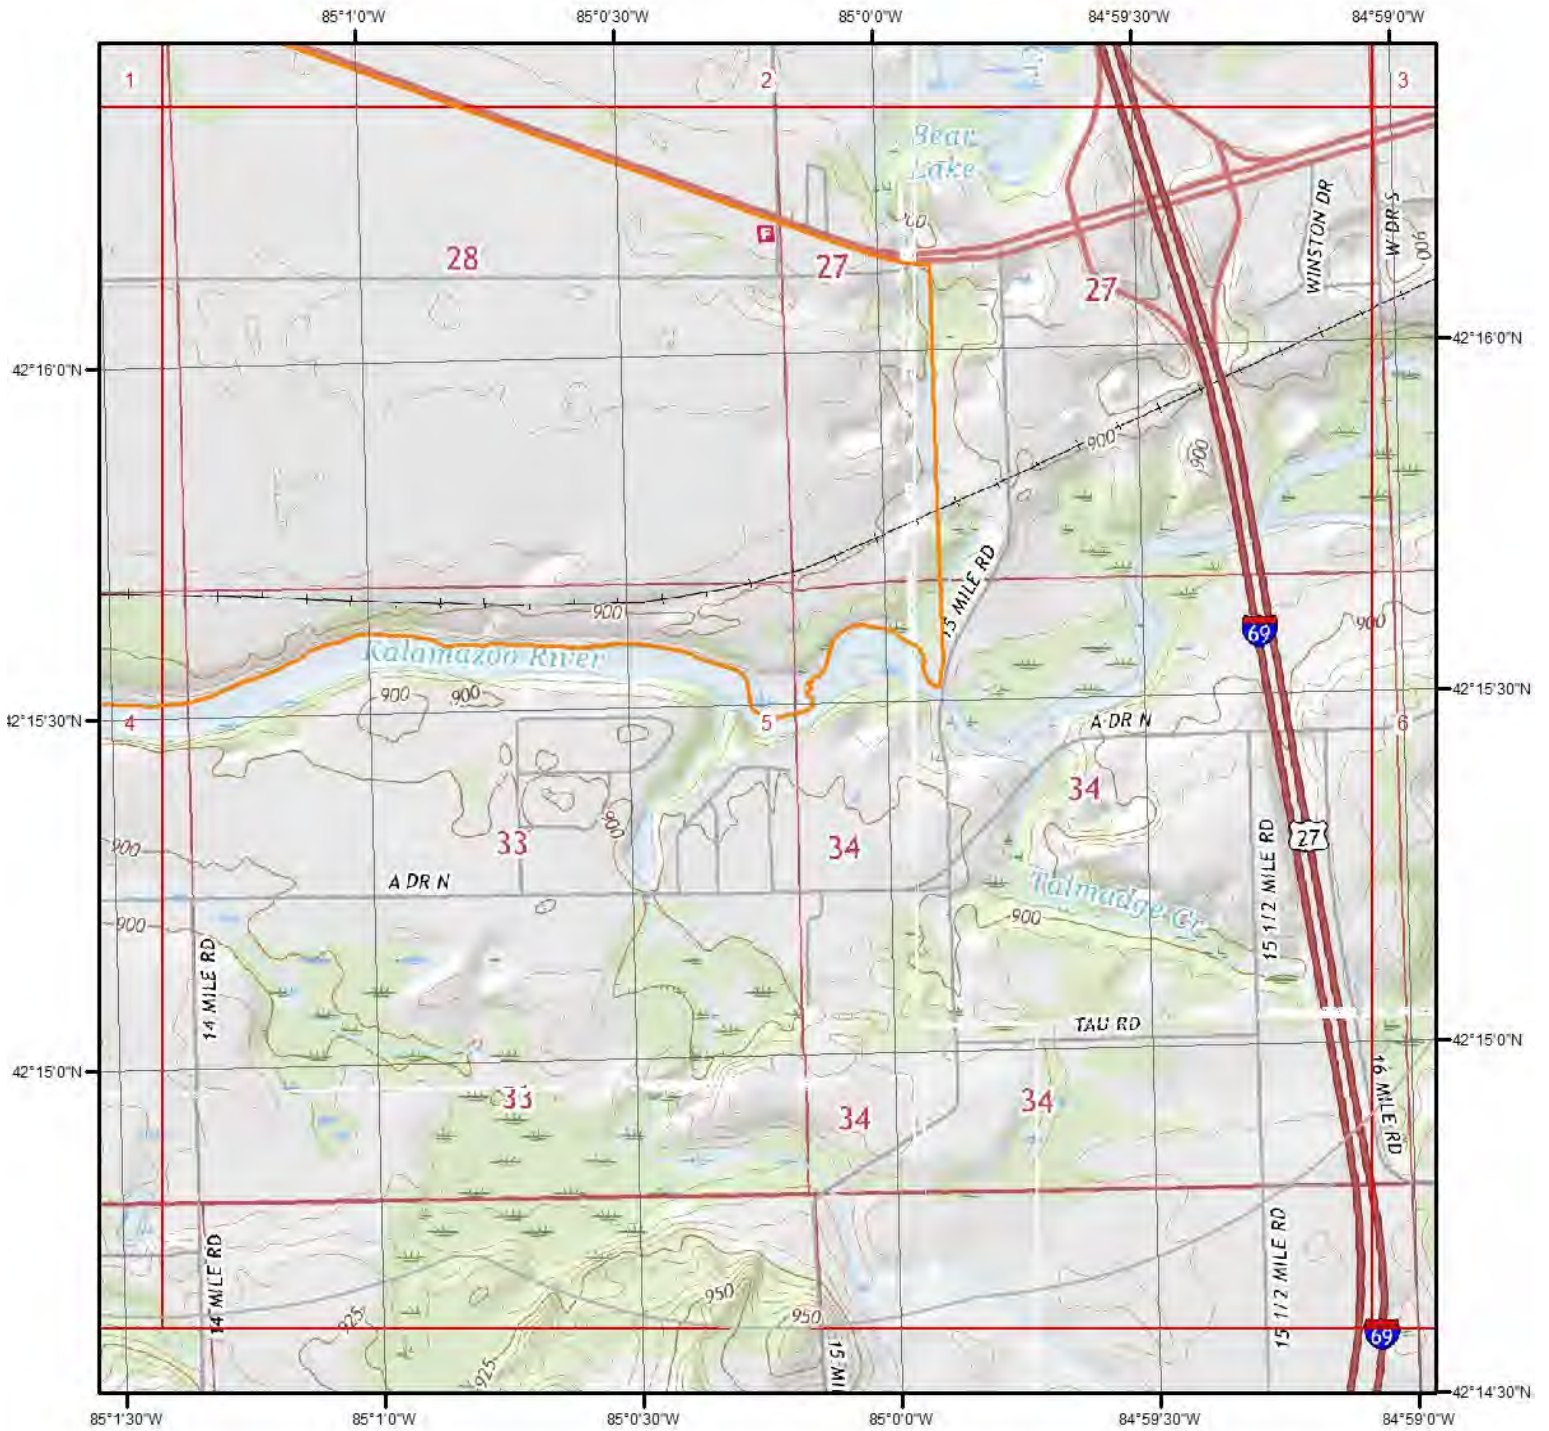 85°1'0"W 85°0'30"W 85°0'0"W 84°59'30"W 84°59'0"W
1 2 3
Bear
Lake
W DR S
WINSTON DR
900
28
F
27
27
42°16'0"N
42°16'0"N
900
900
15 MILE RD
900
900
69
Kalamazoo River
900 900
42°15'30"N
42°15'30"N
4 5 6
A DR N
34
900
27
900
33
34
15 1/2 MILE RD
A DR N
Talmadge Cr
900
900
14 MILE RD
TAU RD
42°15'0"N
42°15'0"N
16 MILE RD
33
34
34
14 MILE RD
15 1/2 MILE RD
950
950
925
925
15 MI
69
42°14'30"N
85°1'30"W 85°1'0"W 85°0'30"W 85°0'0"W 84°59'30"W 84°59'0"W